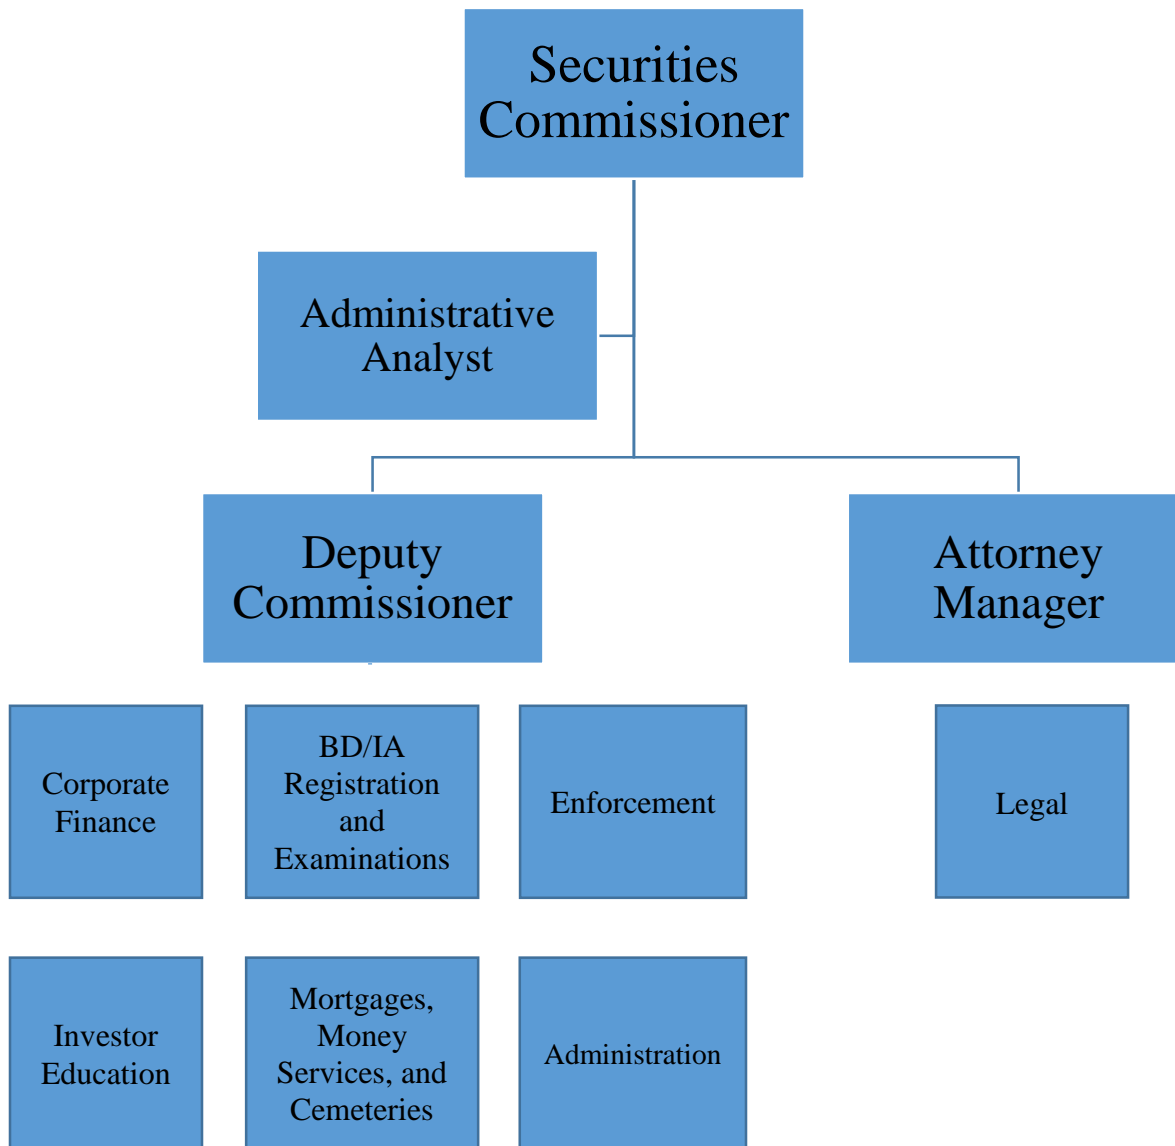 Securities
Commissioner
Administrative
Analyst
Deputy
Commissioner
Attorney
Manager
Corporate
Finance
BD/IA
Registration
and
Examinations
Enforcement
Legal
Investor
Education
Mortgages,
Money
Services, and
Cemeteries
Administration